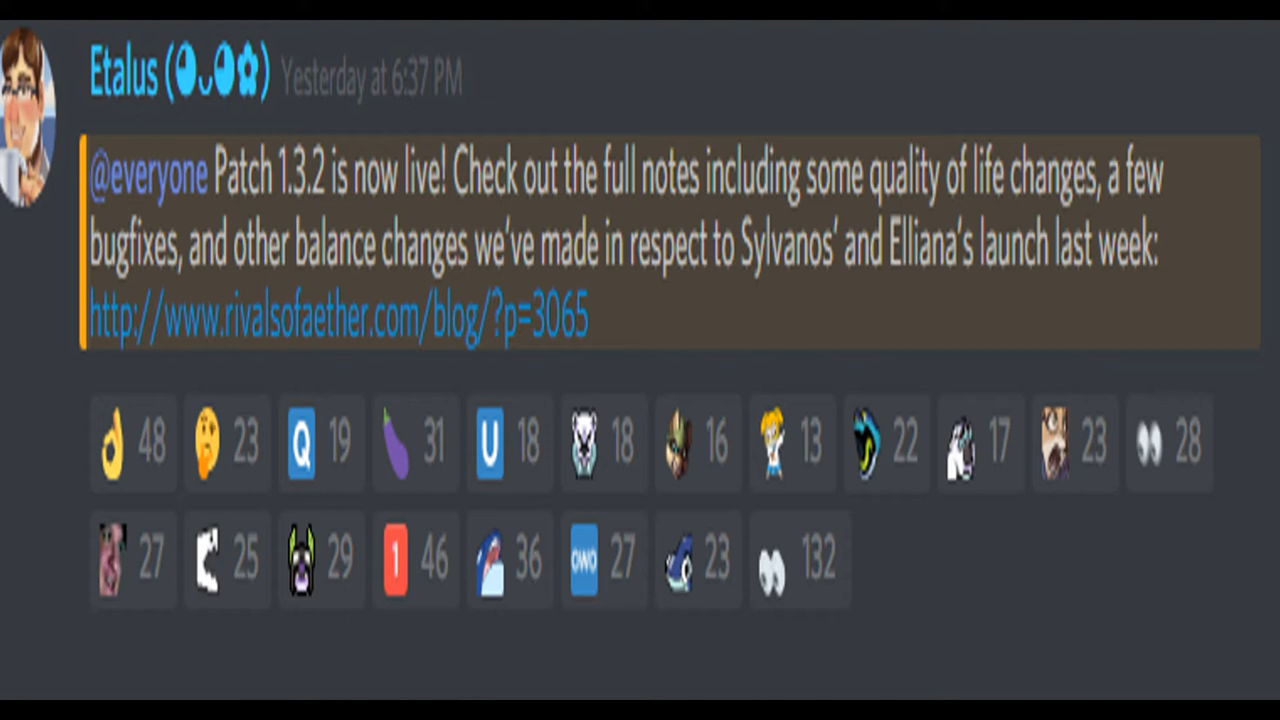 Etalus (◕ᴗ◕✿) Yesterday at 6:37 PM
@everyone Patch 1.3.2 is now live! Check out the full notes including some quality of life changes, a few
bugfixes, and other balance changes we've made in respect to Sylvanos' and Elliana's launch last week:
http://www.rivalsofaether.com/blog/?p=3065
48 23 Q 19 31 U 18 18 16 13 22 17 23 28
27 25 29 1 46 36 OWO 27 23 132